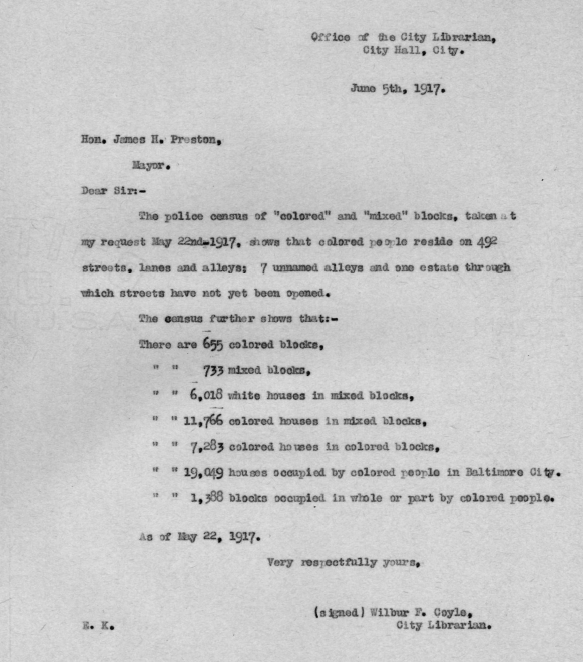 Office of the City Librarian,
City Hall, City.
June 5th, 1917.
Hon. James H. Preston,
Mayor.
Dear Sir:-
The police census of "colored" and "mixed" blocks, taken at
my request May 22nd-1917, shows that colored people reside on 492
streets, lanes and alleys; 7 unnamed alleys and one estate through
which streets have not yet been opened.
The census further shows that:-
There are 655 colored blocks,
" " 733 mixed blocks,
" " 6,018 white houses in mixed blocks,
" " 11,766 colored houses in mixed blocks,
" " 7,283 colored houses in colored blocks,
" " 19,049 houses occupied by colored people in Baltimore City.
" " 1,388 blocks occupied in whole or part by colored people.
As of May 22, 1917.
Very respectfully yours,
(signed) Wilbur F. Coyle,
E. K. City Librarian.